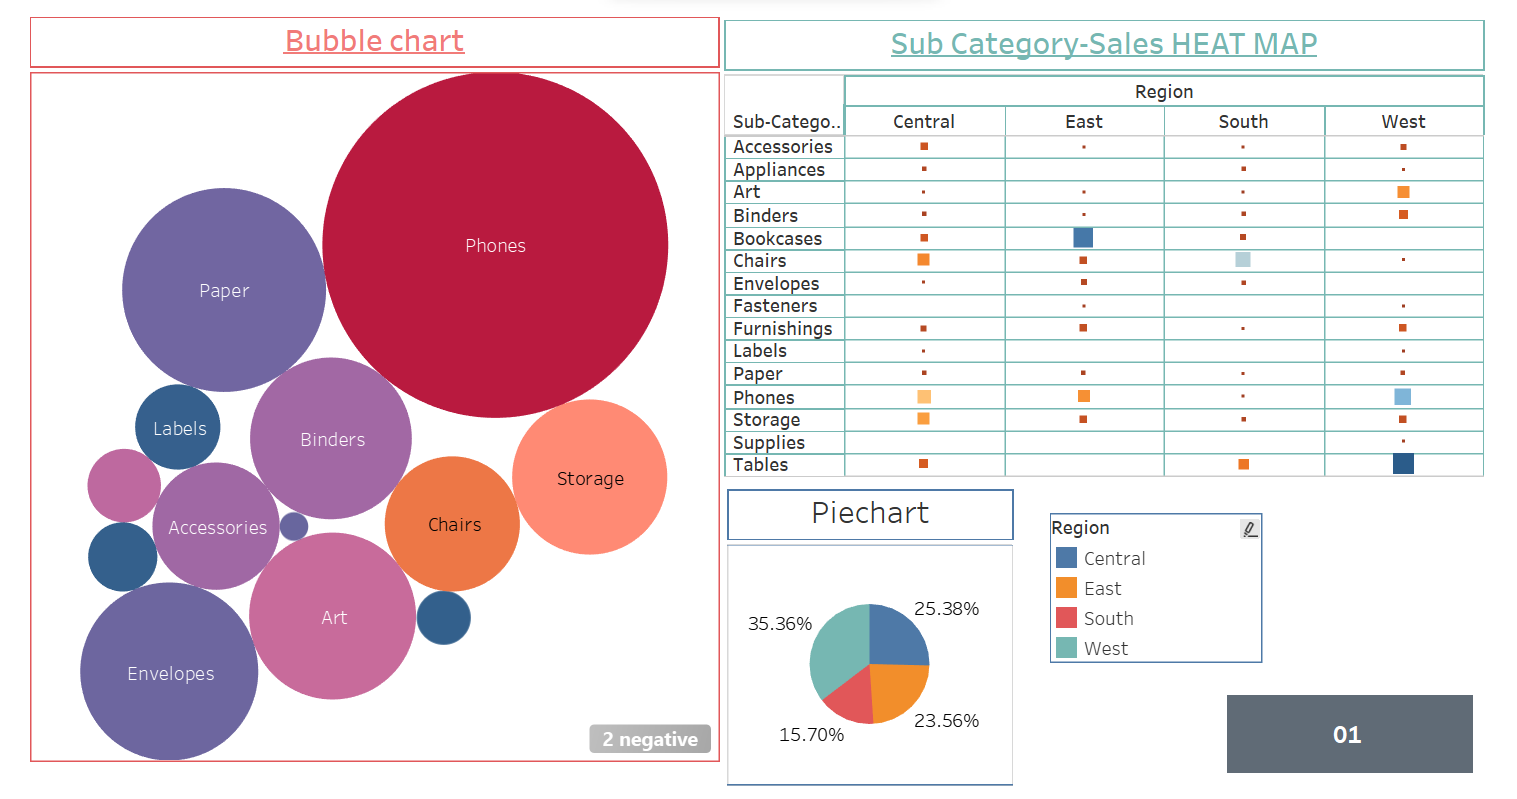 Bubble chart
Phones
Paper
Labels
Binders
Storage
Accessories
Chairs
Art
Envelopes
2 negative
Sub Category-Sales HEAT MAP
Region
Sub-Catego.. Central East South West
Accessories
Appliances
Art
Binders
Bookcases
Chairs
Envelopes
Fasteners
Furnishings
Labels
Paper
Phones
Storage
Supplies
Tables
Piechart
25.38%
35.36%
23.56%
15.70%
Region
Central
East
South
West
01